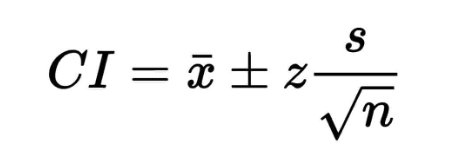 CI = x̄ ± z s/√n